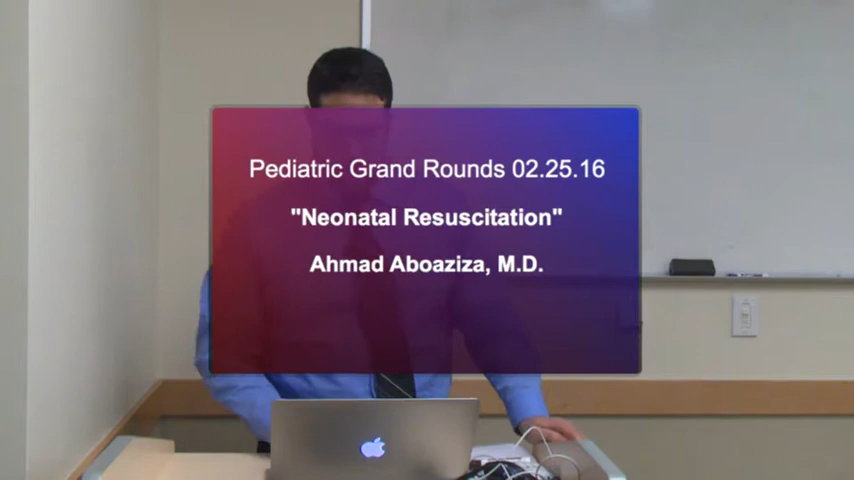 Pediatric Grand Rounds 02.25.16
"Neonatal Resuscitation"
Ahmad Aboaziza, M.D.